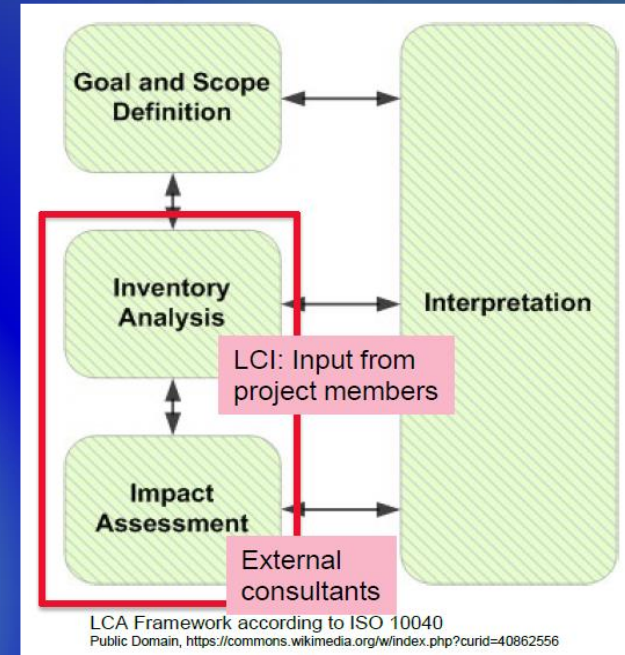 Goal and Scope
Definition
Inventory
Analysis
Interpretation
LCI: Input from
project members
Impact
Assessment
External
consultants
LCA Framework according to ISO 10040
Public Domain, https://commons.wikimedia.org/w/index.php?curid=40862556